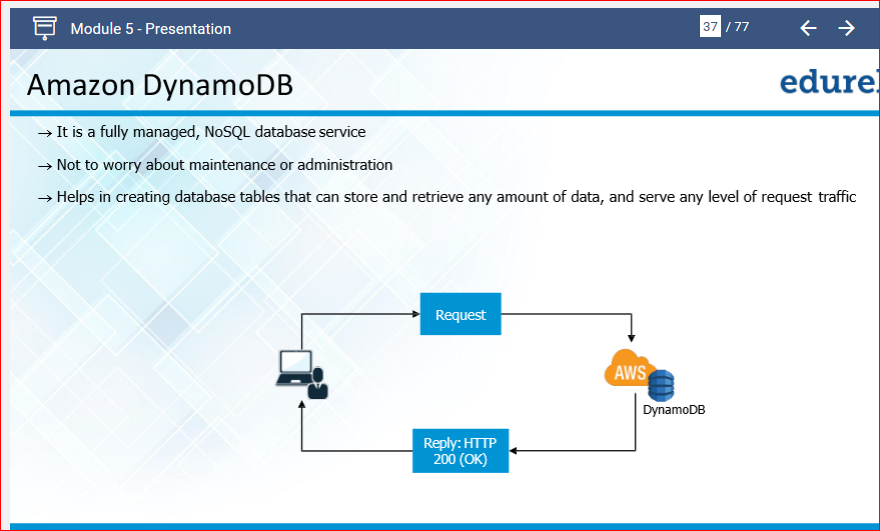 Module 5 - Presentation
37 / 77
Amazon DynamoDB
→ It is a fully managed, NoSQL database service
→ Not to worry about maintenance or administration
→ Helps in creating database tables that can store and retrieve any amount of data, and serve any level of request traffic
Request
AWS
DynamoDB
Reply: HTTP
200 (OK)